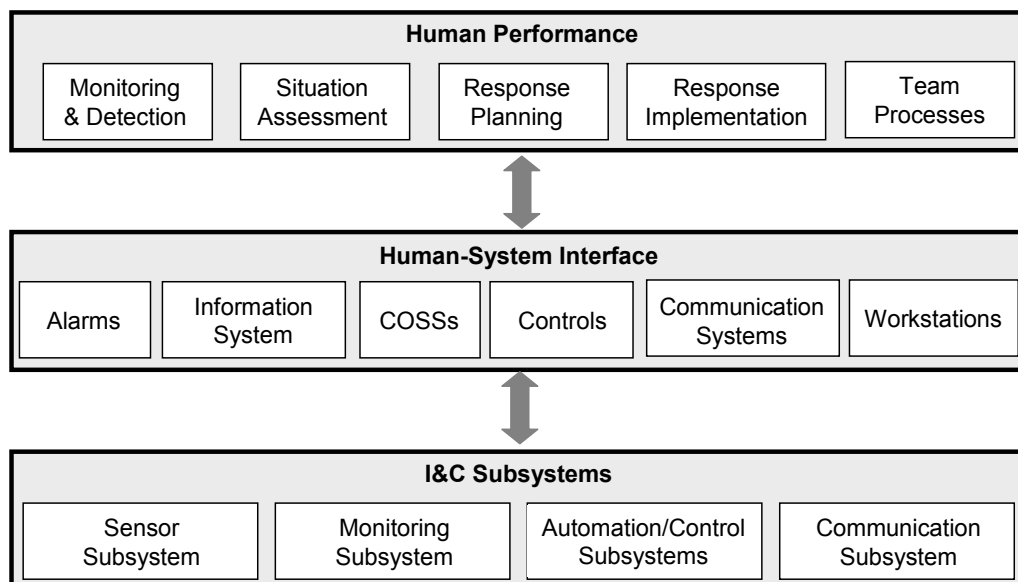 Human Performance
Monitoring
& Detection
Situation
Assessment
Response
Planning
Response
Implementation
Team
Processes
Human-System Interface
Alarms
Information
System
COSSs
Controls
Communication
Systems
Workstations
I&C Subsystems
Sensor
Subsystem
Monitoring
Subsystem
Automation/Control
Subsystems
Communication
Subsystem